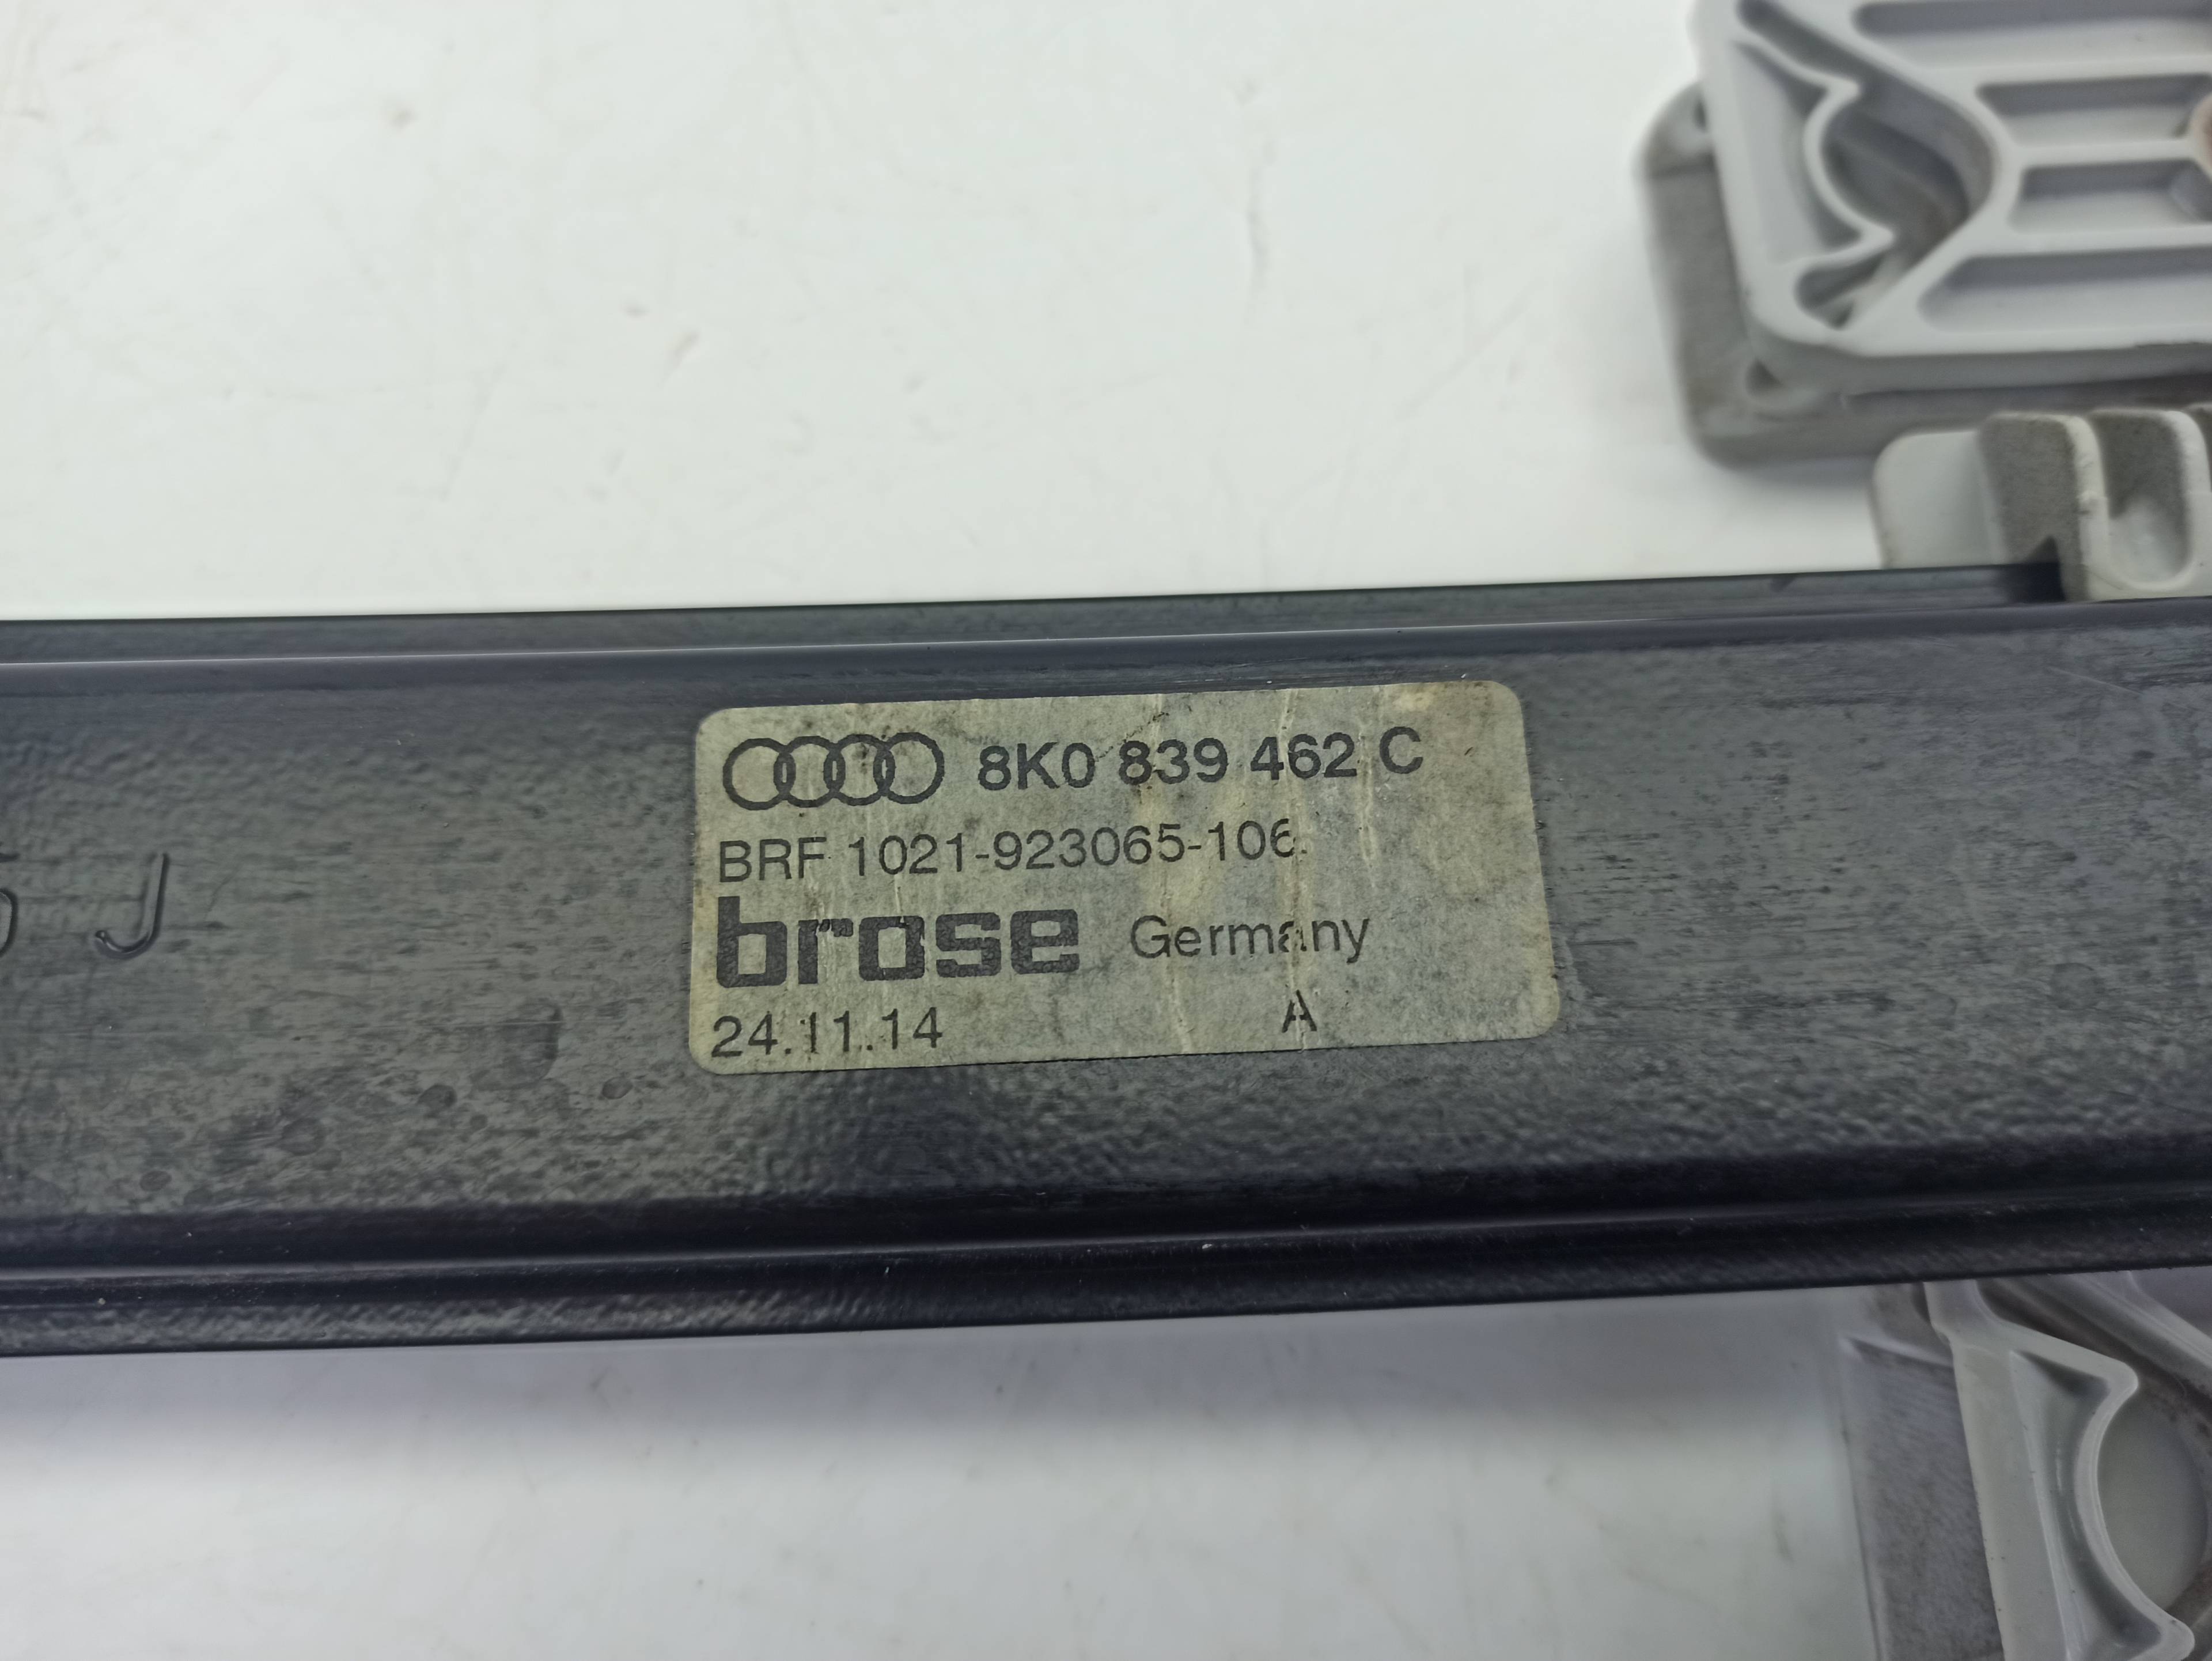 8K0 839 462 C
BRF 1021-923065-106
brose Germany
24.11.14 A
J